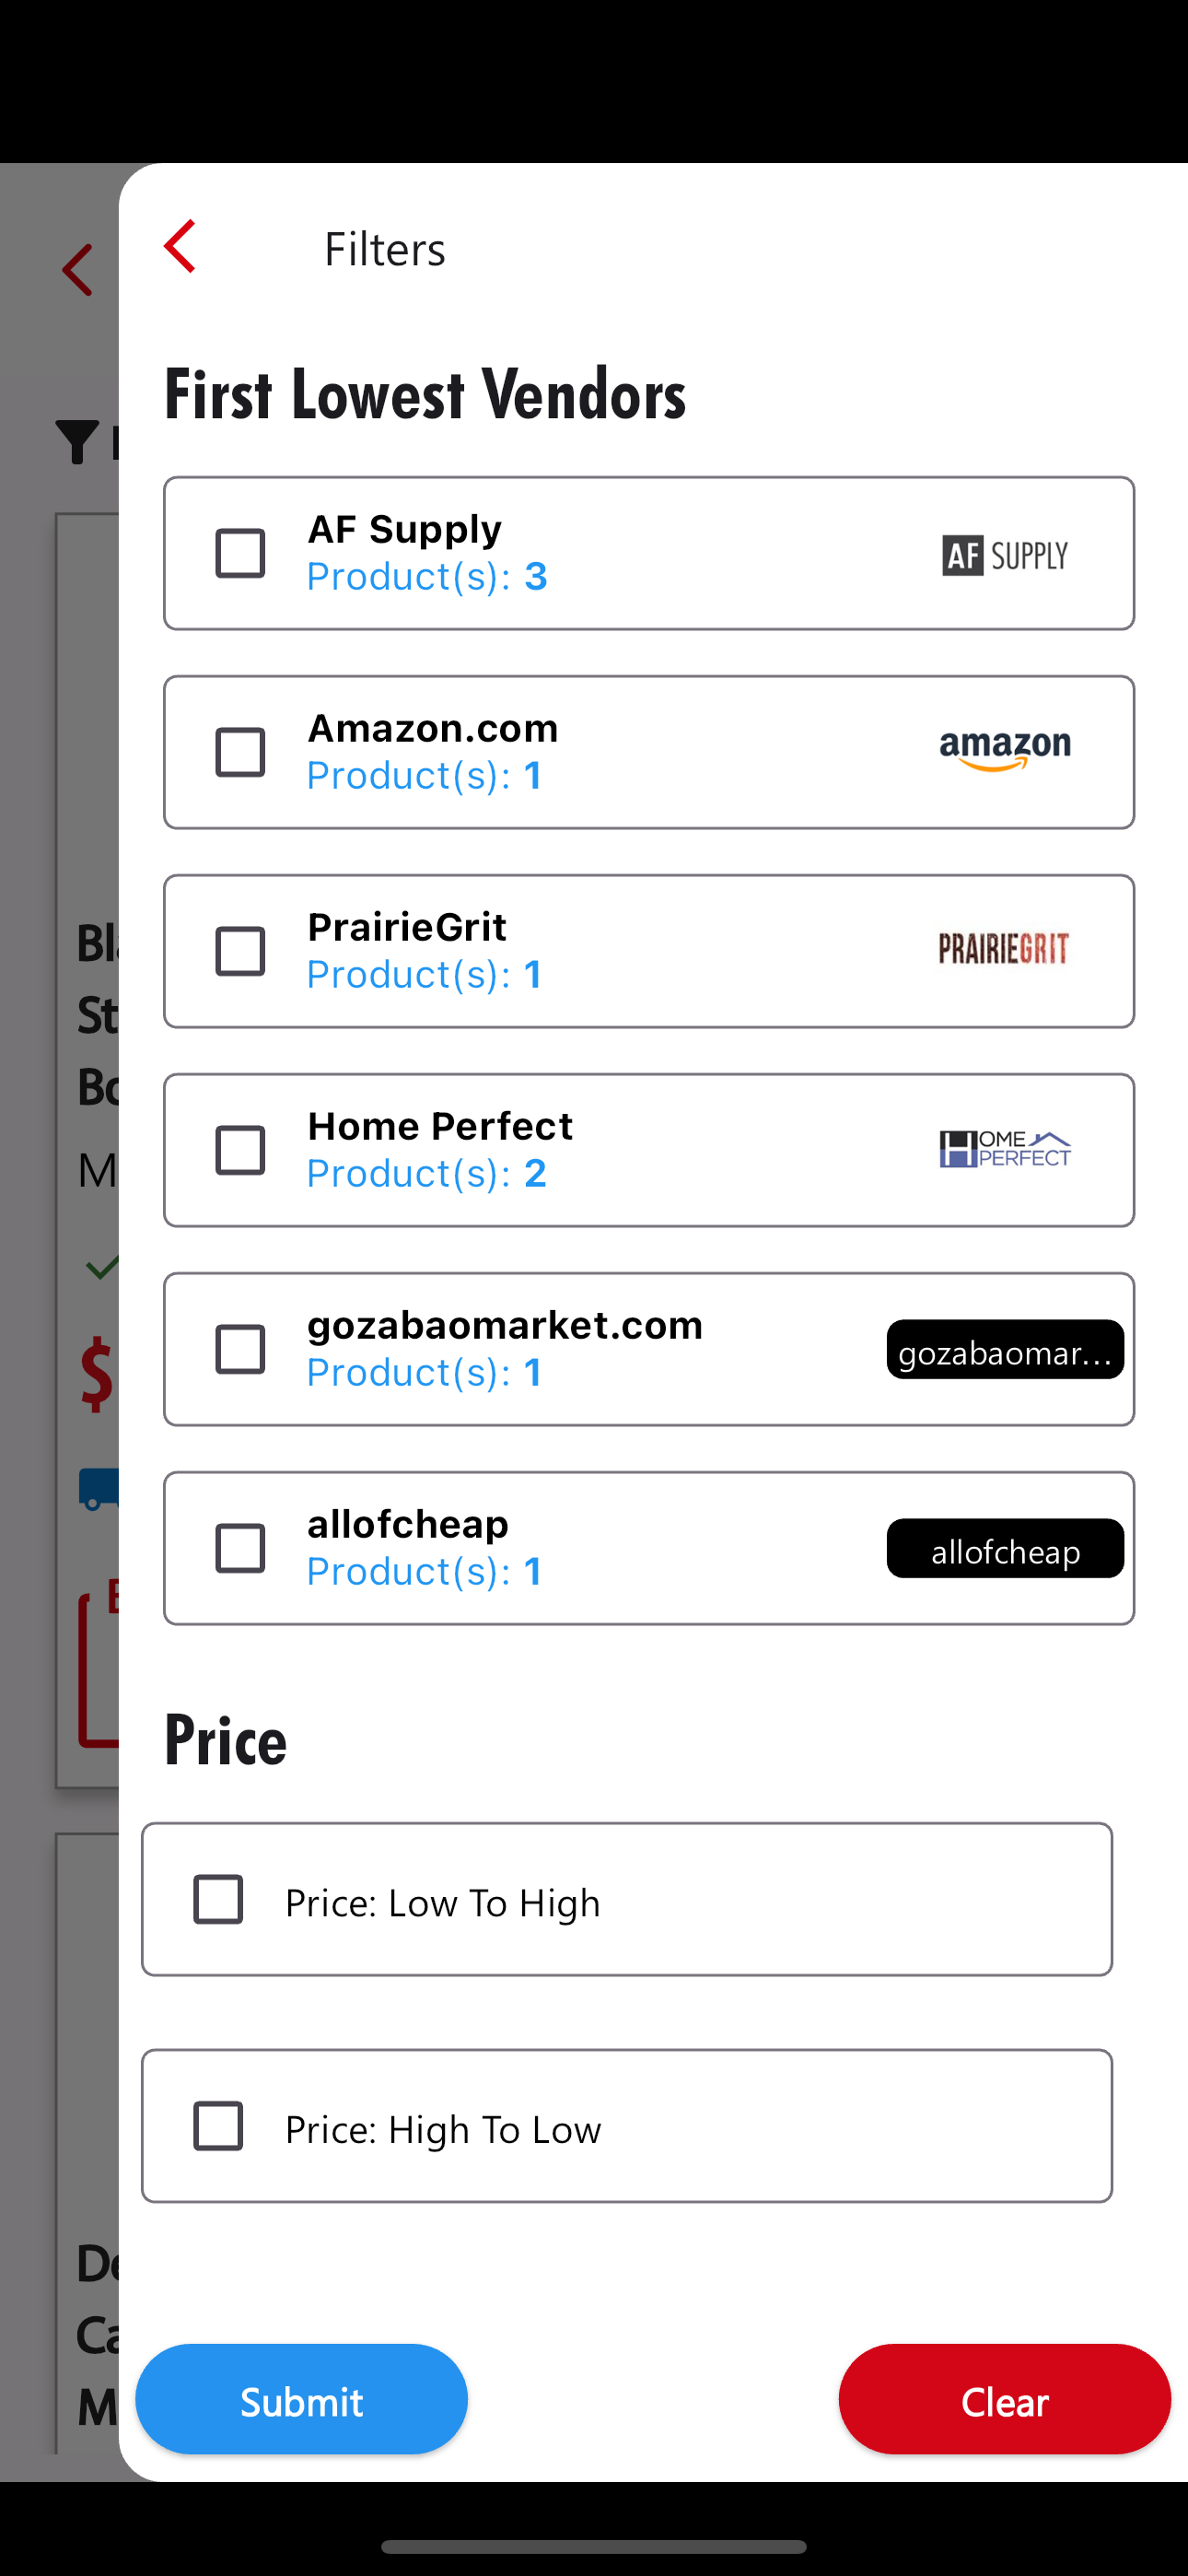 Filters
First Lowest Vendors
AF Supply
Product(s): 3
AF SUPPLY
Amazon.com
Product(s): 1
amazon
PrairieGrit
Product(s): 1
PRAIRIEGRIT
Home Perfect
Product(s): 2
HOME
PERFECT
gozabaomarket.com
Product(s): 1
gozabaomar...
allofcheap
Product(s): 1
allofcheap
Price
Price: Low To High
Price: High To Low
Submit
Clear
$